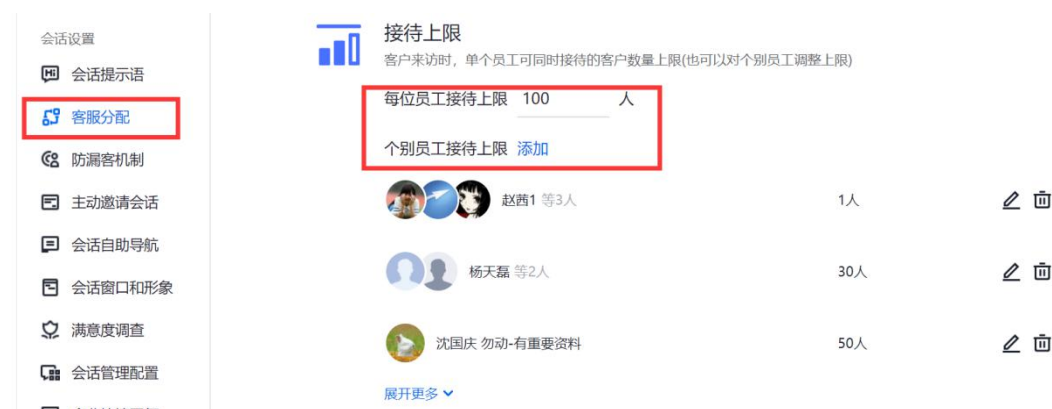 会话设置
会话提示语
客服分配
防漏客机制
主动邀请会话
会话自助导航
会话窗口和形象
满意度调查
会话管理配置
接待上限
客户来访时，单个员工可同时接待的客户数量上限(也可以对个别员工调整上限)
每位员工接待上限 100 人
个别员工接待上限 添加
赵茜1 等3人 1人
杨天磊 等2人 30人
沈国庆 勿动-有重要资料 50人
展开更多